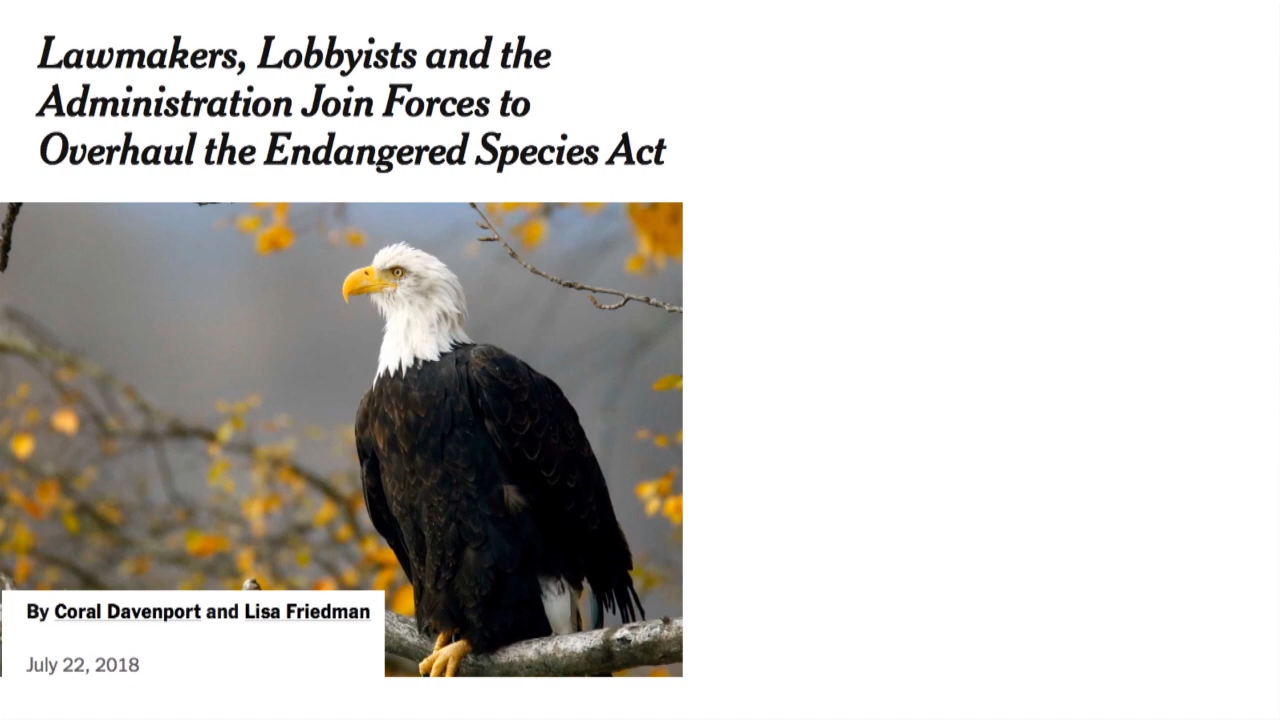 Lawmakers, Lobbyists and the
Administration Join Forces to
Overhaul the Endangered Species Act
By Coral Davenport and Lisa Friedman
July 22, 2018